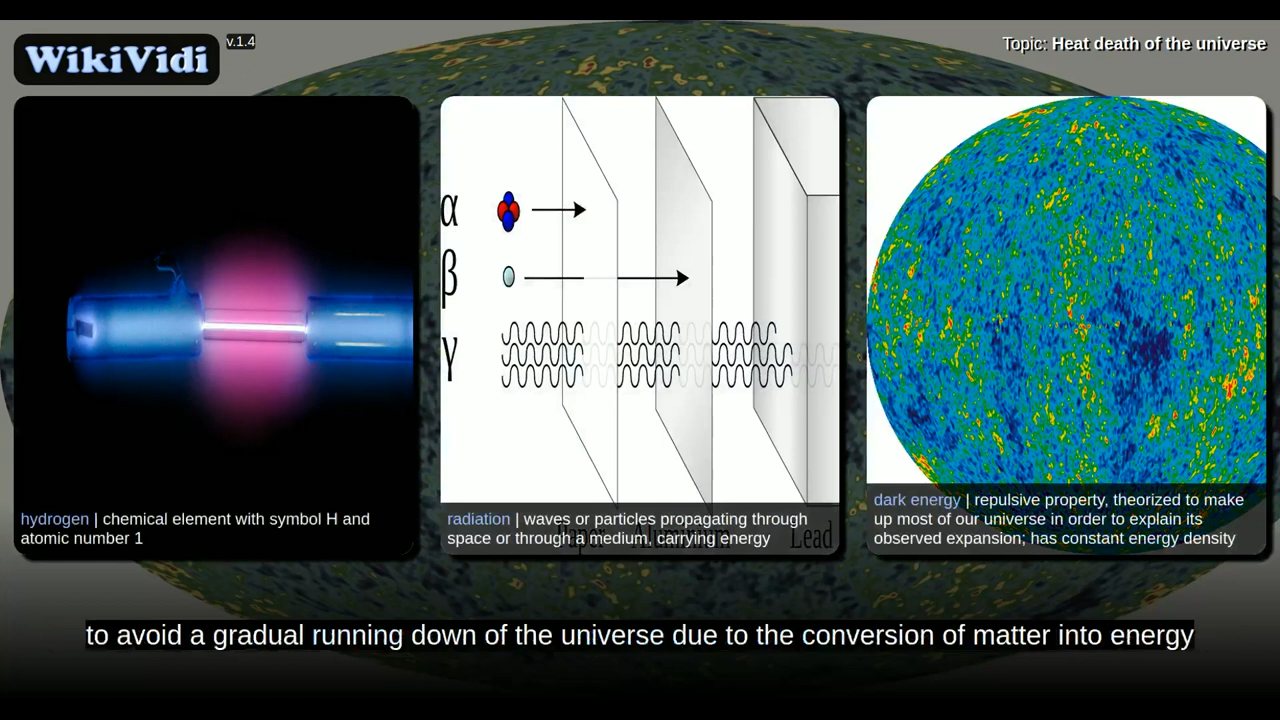 WikiVidi
v.1.4
Topic: Heat death of the universe
α
β
γ
Paper
Aluminium
Lead
hydrogen | chemical element with symbol H and
atomic number 1
radiation | waves or particles propagating through
space or through a medium, carrying energy
dark energy | repulsive property, theorized to make
up most of our universe in order to explain its
observed expansion; has constant energy density
to avoid a gradual running down of the universe due to the conversion of matter into energy